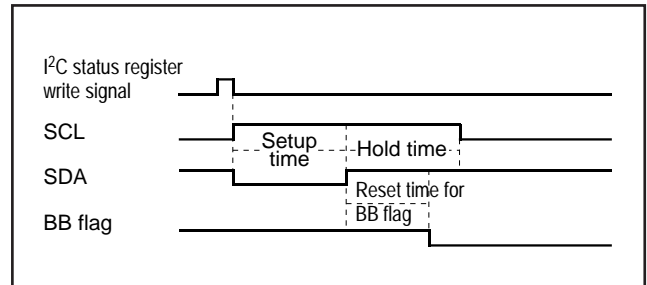 I²C status register
write signal
SCL
Setup
time
Hold time
SDA
Reset time for
BB flag
BB flag